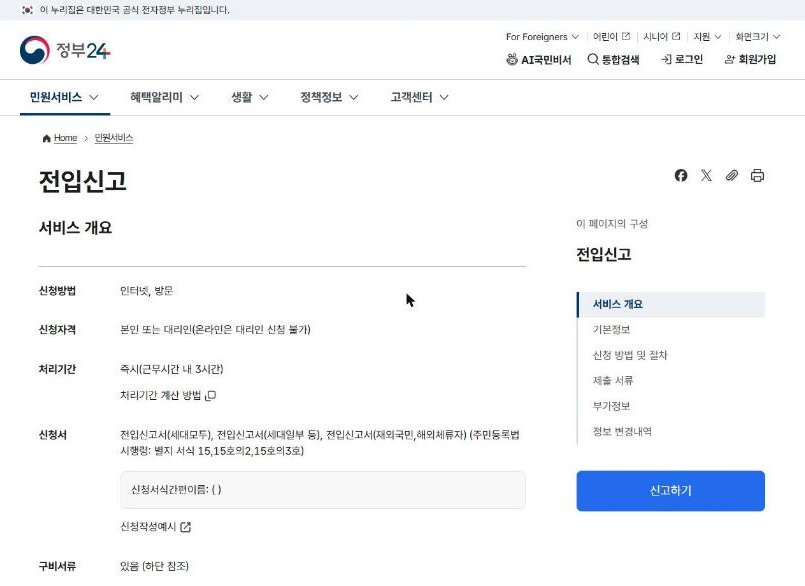 이 누리집은 대한민국 공식 전자정부 누리집입니다.
정부24
For Foreigners 어린이 시니어 지원 화면크기
AI국민비서 통합검색 로그인 회원가입
민원서비스 혜택알리미 생활 정책정보 고객센터
Home 민원서비스
전입신고
서비스 개요
신청방법 인터넷, 방문
신청자격 본인 또는 대리인(온라인은 대리인 신청 불가)
처리기간 즉시(근무시간 내 3시간)
처리기간 계산 방법
신청서 전입신고서(세대모두), 전입신고서(세대일부 등), 전입신고서(재외국민,해외체류자) (주민등록법
시행령: 별지 서식 15,15호의2,15호의3호)
신청서식간편이름: ( )
신청작성예시
구비서류 있음 (하단 참조)
이 페이지의 구성
전입신고
서비스 개요
기본정보
신청 방법 및 절차
제출 서류
부가정보
정보 변경내역
신고하기